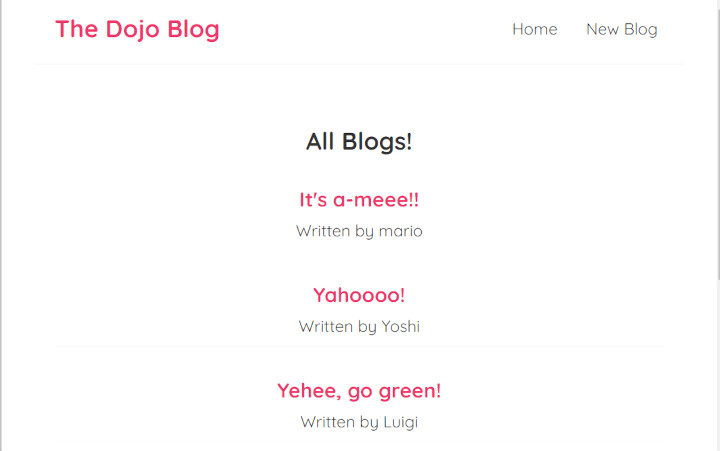 The Dojo Blog
Home
New Blog
All Blogs!
It's a-meee!!
Written by mario
Yahoooo!
Written by Yoshi
Yehee, go green!
Written by Luigi